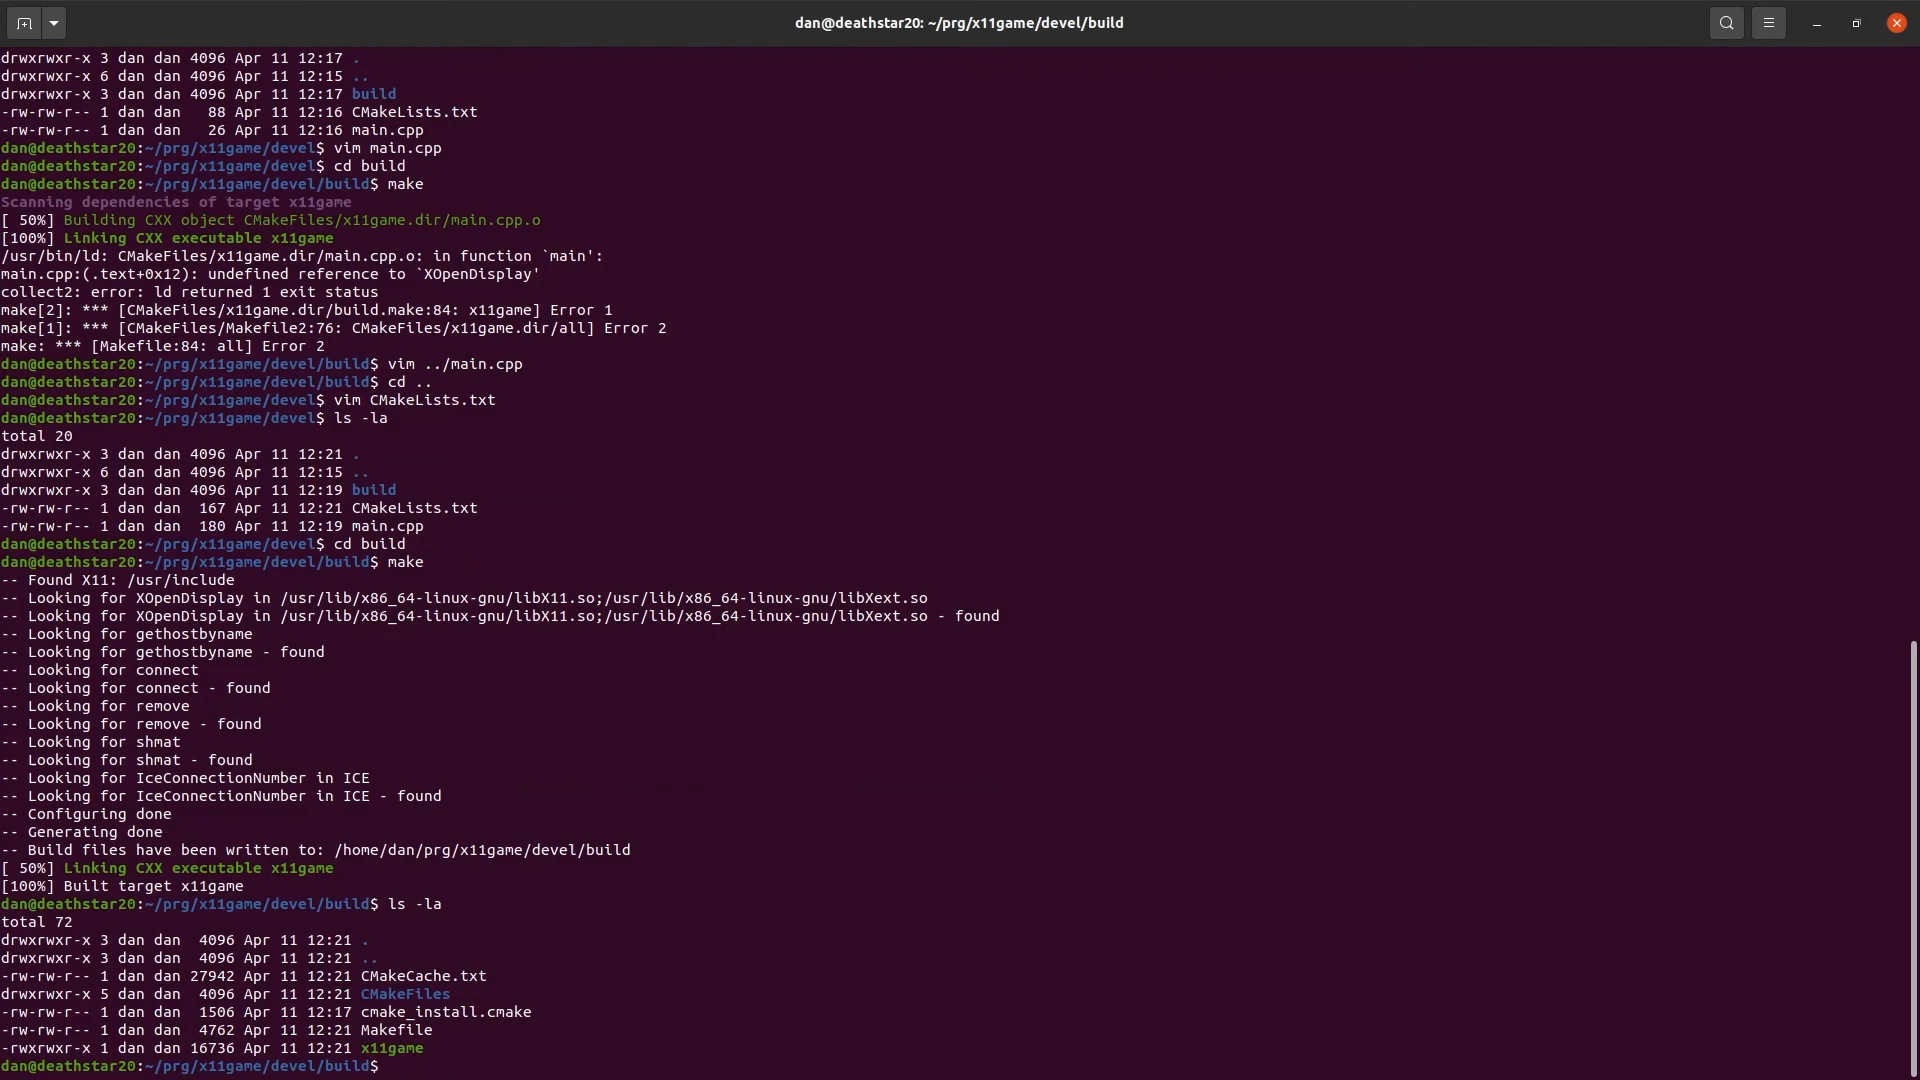 dan@deathstar20: ~/prg/x11game/devel/build
drwxrwxr-x 3 dan dan 4096 Apr 11 12:17 .
drwxrwxr-x 6 dan dan 4096 Apr 11 12:15 ..
drwxrwxr-x 3 dan dan 4096 Apr 11 12:17 build
-rw-rw-r-- 1 dan dan   88 Apr 11 12:16 CMakeLists.txt
-rw-rw-r-- 1 dan dan   26 Apr 11 12:16 main.cpp
dan@deathstar20:~/prg/x11game/devel$ vim main.cpp
dan@deathstar20:~/prg/x11game/devel$ cd build
dan@deathstar20:~/prg/x11game/devel/build$ make
Scanning dependencies of target x11game
[ 50%] Building CXX object CMakeFiles/x11game.dir/main.cpp.o
[100%] Linking CXX executable x11game
/usr/bin/ld: CMakeFiles/x11game.dir/main.cpp.o: in function `main':
main.cpp:(.text+0x12): undefined reference to `XOpenDisplay'
collect2: error: ld returned 1 exit status
make[2]: *** [CMakeFiles/x11game.dir/build.make:84: x11game] Error 1
make[1]: *** [CMakeFiles/Makefile2:76: CMakeFiles/x11game.dir/all] Error 2
make: *** [Makefile:84: all] Error 2
dan@deathstar20:~/prg/x11game/devel/build$ vim ../main.cpp
dan@deathstar20:~/prg/x11game/devel/build$ cd ..
dan@deathstar20:~/prg/x11game/devel$ vim CMakeLists.txt
dan@deathstar20:~/prg/x11game/devel$ ls -la
total 20
drwxrwxr-x 3 dan dan 4096 Apr 11 12:21 .
drwxrwxr-x 6 dan dan 4096 Apr 11 12:15 ..
drwxrwxr-x 3 dan dan 4096 Apr 11 12:19 build
-rw-rw-r-- 1 dan dan  167 Apr 11 12:21 CMakeLists.txt
-rw-rw-r-- 1 dan dan  180 Apr 11 12:19 main.cpp
dan@deathstar20:~/prg/x11game/devel$ cd build
dan@deathstar20:~/prg/x11game/devel/build$ make
-- Found X11: /usr/include
-- Looking for XOpenDisplay in /usr/lib/x86_64-linux-gnu/libX11.so;/usr/lib/x86_64-linux-gnu/libXext.so
-- Looking for XOpenDisplay in /usr/lib/x86_64-linux-gnu/libX11.so;/usr/lib/x86_64-linux-gnu/libXext.so - found
-- Looking for gethostbyname
-- Looking for gethostbyname - found
-- Looking for connect
-- Looking for connect - found
-- Looking for remove
-- Looking for remove - found
-- Looking for shmat
-- Looking for shmat - found
-- Looking for IceConnectionNumber in ICE
-- Looking for IceConnectionNumber in ICE - found
-- Configuring done
-- Generating done
-- Build files have been written to: /home/dan/prg/x11game/devel/build
[ 50%] Linking CXX executable x11game
[100%] Built target x11game
dan@deathstar20:~/prg/x11game/devel/build$ ls -la
total 72
drwxrwxr-x 3 dan dan  4096 Apr 11 12:21 .
drwxrwxr-x 3 dan dan  4096 Apr 11 12:21 ..
-rw-rw-r-- 1 dan dan 27942 Apr 11 12:21 CMakeCache.txt
drwxrwxr-x 5 dan dan  4096 Apr 11 12:21 CMakeFiles
-rw-rw-r-- 1 dan dan  1506 Apr 11 12:17 cmake_install.cmake
-rw-rw-r-- 1 dan dan  4762 Apr 11 12:21 Makefile
-rwxrwxr-x 1 dan dan 16736 Apr 11 12:21 x11game
dan@deathstar20:~/prg/x11game/devel/build$